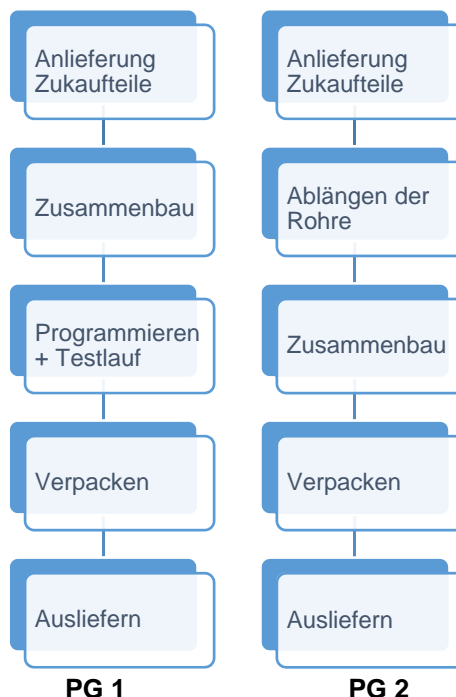 Anlieferung
Zukaufteile
Zusammenbau
Programmieren
+ Testlauf
Verpacken
Ausliefern
PG 1
Anlieferung
Zukaufteile
Ablängen der
Rohre
Zusammenbau
Verpacken
Ausliefern
PG 2